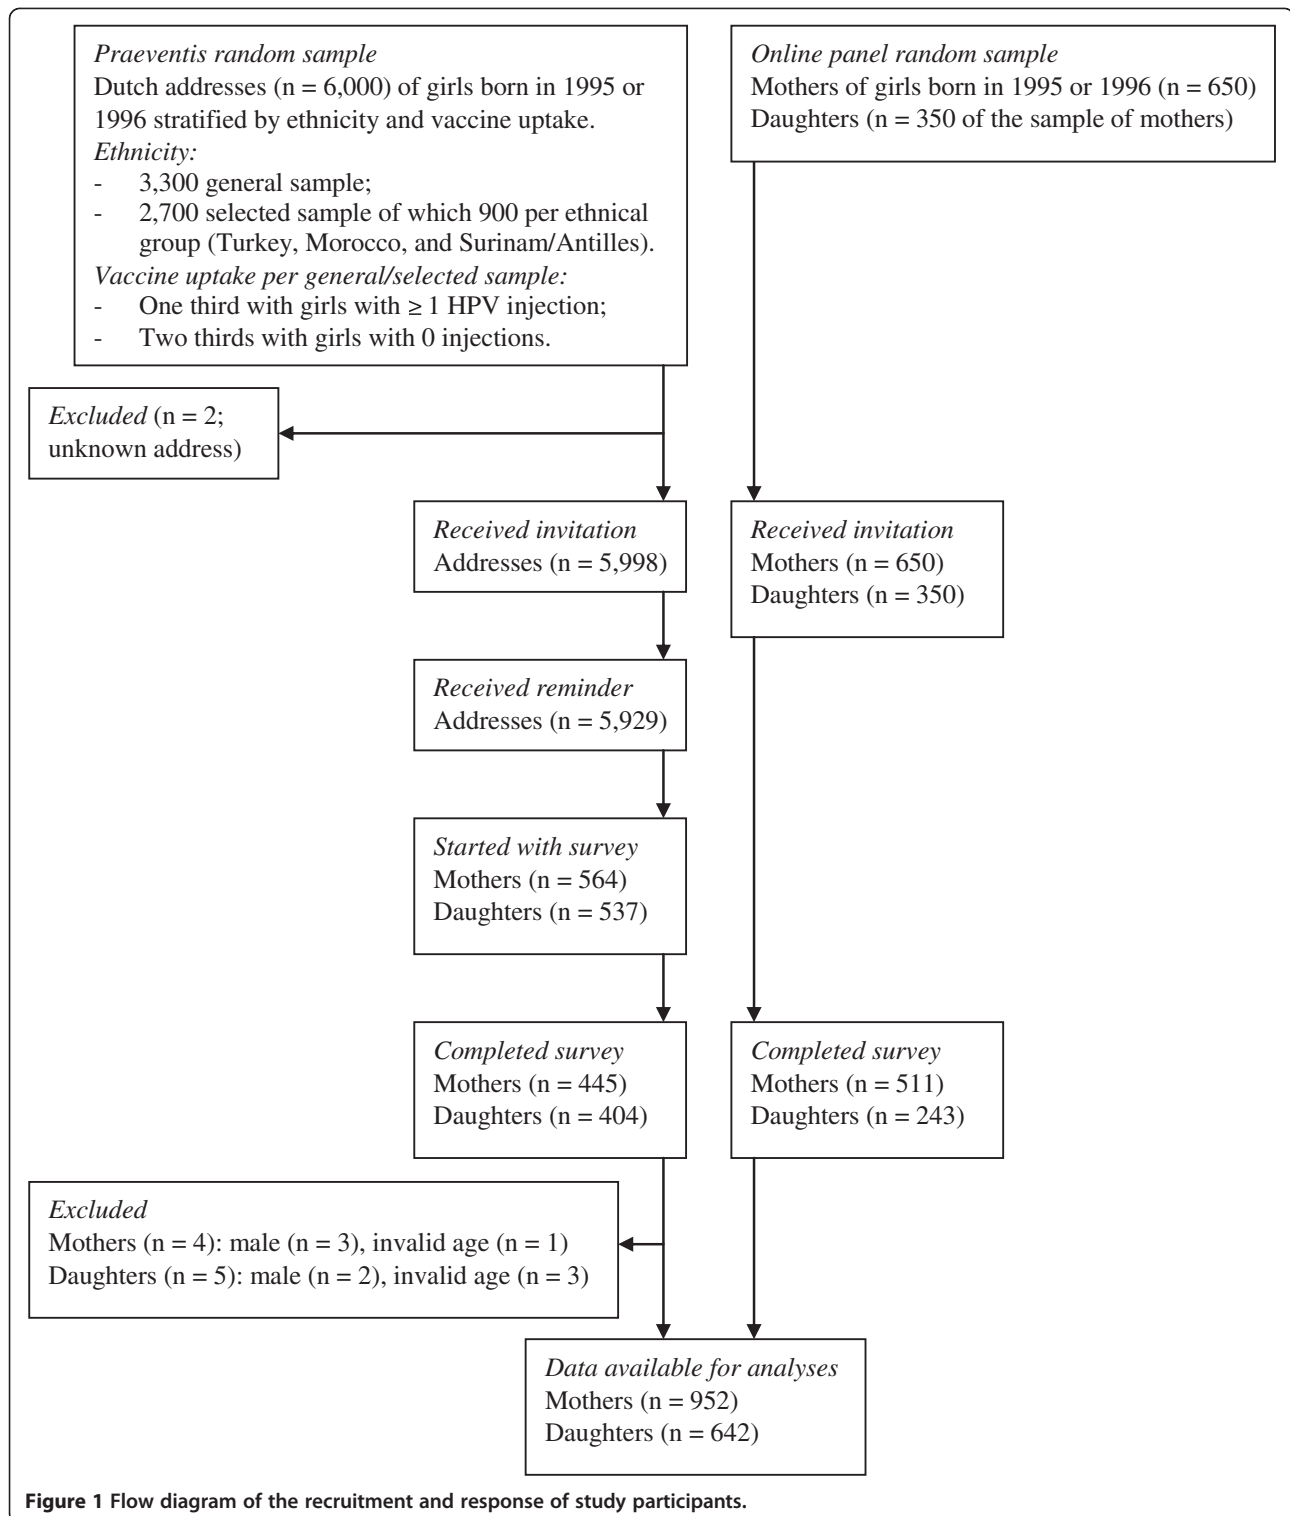 Praeventis random sample
Dutch addresses (n = 6,000) of girls born in 1995 or
1996 stratified by ethnicity and vaccine uptake.
Ethnicity:
- 3,300 general sample;
- 2,700 selected sample of which 900 per ethnical
group (Turkey, Morocco, and Surinam/Antilles).
Vaccine uptake per general/selected sample:
- One third with girls with ≥ 1 HPV injection;
- Two thirds with girls with 0 injections.
Online panel random sample
Mothers of girls born in 1995 or 1996 (n = 650)
Daughters (n = 350 of the sample of mothers)
Excluded (n = 2;
unknown address)
Received invitation
Addresses (n = 5,998)
Received invitation
Mothers (n = 650)
Daughters (n = 350)
Received reminder
Addresses (n = 5,929)
Started with survey
Mothers (n = 564)
Daughters (n = 537)
Completed survey
Mothers (n = 445)
Daughters (n = 404)
Completed survey
Mothers (n = 511)
Daughters (n = 243)
Excluded
Mothers (n = 4): male (n = 3), invalid age (n = 1)
Daughters (n = 5): male (n = 2), invalid age (n = 3)
Data available for analyses
Mothers (n = 952)
Daughters (n = 642)
Figure 1 Flow diagram of the recruitment and response of study participants.